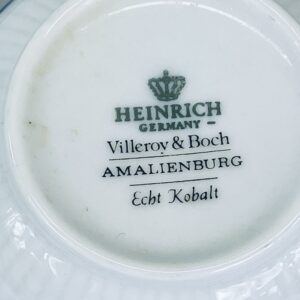 HEINRICH
GERMANY
Villeroy & Boch
AMALIENBURG
Echt Kobalt